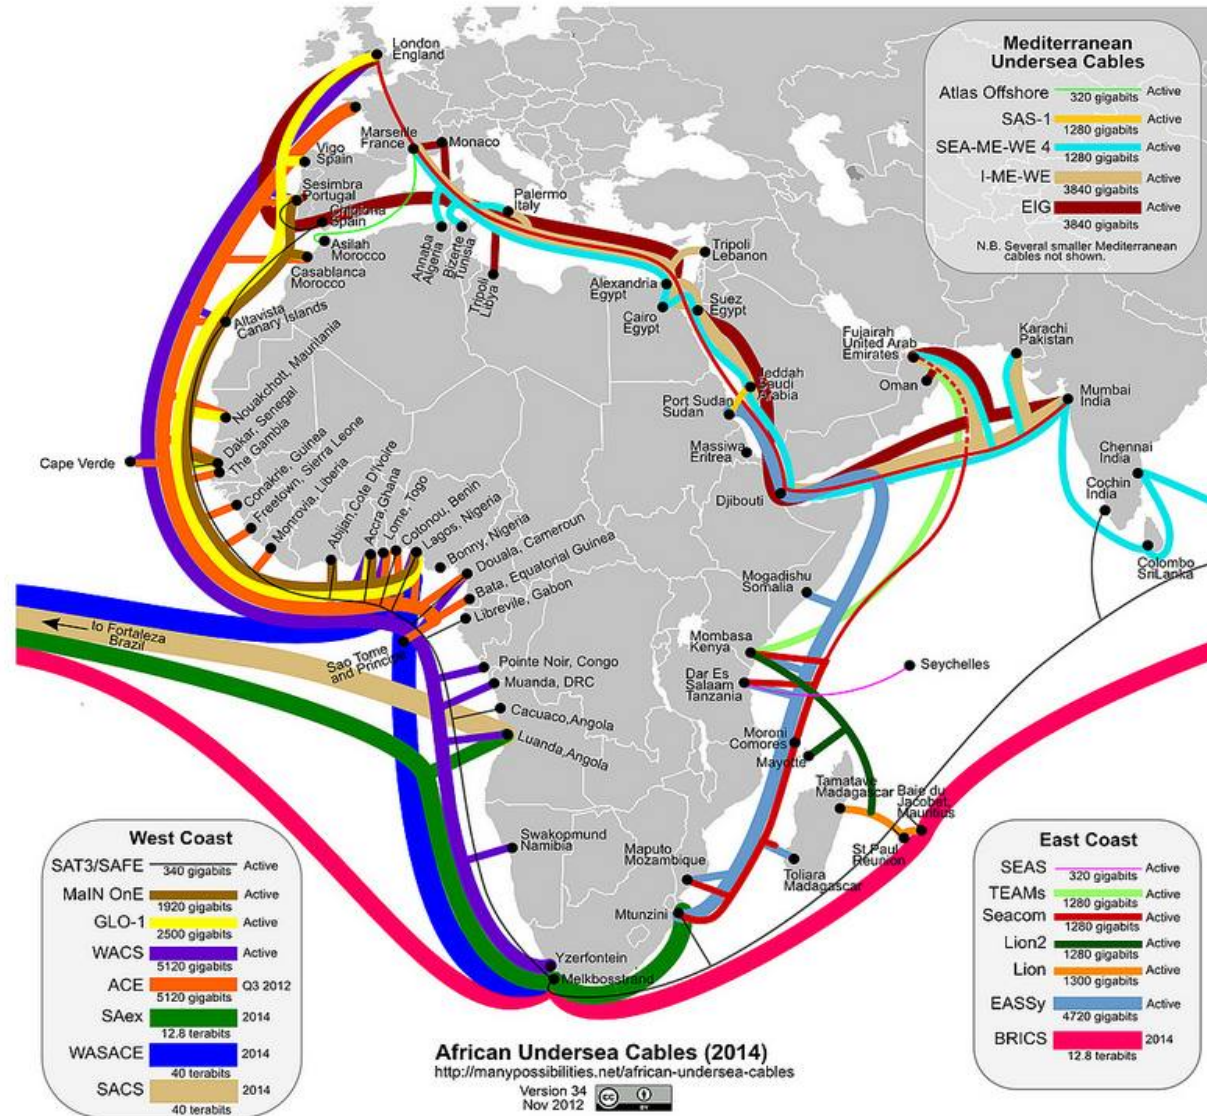 London
England
Vigo
Spain
Marseille
France
Monaco
Sesimbra
Portugal
Spain
Asilah
Morocco
Casablanca
Morocco
Annaba
Algeria
Bizerte
Tunisia
Palermo
Italy
Tripoli
Libya
Tripoli
Lebanon
Alexandria
Egypt
Cairo
Egypt
Suez
Egypt
Altavista
Canary Islands
Jeddah
Saudi
Arabia
Port Sudan
Sudan
Massiwa
Eritrea
Djibouti
Fujairah
United Arab
Emirates
Oman
Karachi
Pakistan
Mumbai
India
Chennai
India
Cochin
India
Colombo
SriLanka
Nouakchott, Mauritania
Dakar, Senegal
The Gambia
Cape Verde
Conakrie, Guinea
Freetown, Sierra Leone
Monrovia, Liberia
Abijan,Cote D'Ivoire
Accra,Ghana
Lome, Togo
Cotonou, Benin
Lagos, Nigeria
Bonny, Nigeria
Douala, Cameroun
Bata, Equatorial Guinea
Librevile, Gabon
Sao Tome
and Principe
to Fortaleza
Brazil
Pointe Noir, Congo
Muanda, DRC
Cacuaco,Angola
Luanda,Angola
Mogadishu
Somalia
Mombasa
Kenya
Dar Es
Salaam
Tanzania
Seychelles
Moroni
Comores
Mayotte
Tamatave
Madagascar
Baie du
Jacobet,
Mauritius
St Paul
Reunion
Toliara
Madagascar
Maputo
Mozambique
Mtunzini
Swakopmund
Namibia
Yzerfontein
Melkbosstrand
Mediterranean
Undersea Cables
Atlas Offshore 320 gigabits Active
SAS-1 1280 gigabits Active
SEA-ME-WE 4 1280 gigabits Active
I-ME-WE 3840 gigabits Active
EIG 3840 gigabits Active
N.B. Several smaller Mediterranean
cables not shown.
West Coast
SAT3/SAFE 340 gigabits Active
MaIN OnE 1920 gigabits Active
GLO-1 2500 gigabits Active
WACS 5120 gigabits Active
ACE 5120 gigabits Q3 2012
SAex 12.8 terabits 2014
WASACE 40 terabits 2014
SACS 40 terabits 2014
East Coast
SEAS 320 gigabits Active
TEAMs 1280 gigabits Active
Seacom 1280 gigabits Active
Lion2 1280 gigabits Active
Lion 1300 gigabits Active
EASSy 4720 gigabits Active
BRICS 12.8 terabits 2014
African Undersea Cables (2014)
http://manypossibilities.net/african-undersea-cables
Version 34
Nov 2012
cc
BY